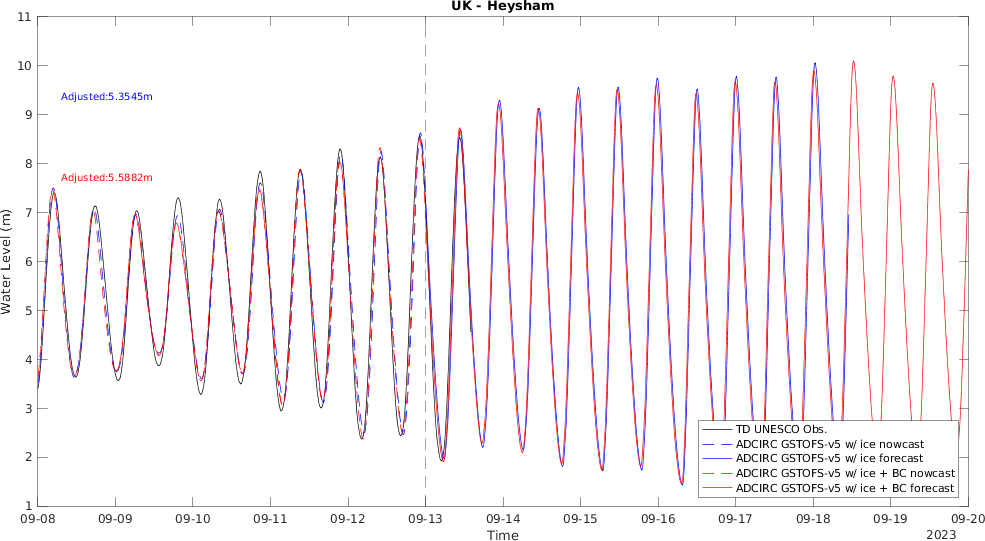 UK - Heysham
11
10
9
8
7
6
5
4
3
2
1
Water Level (m)
Adjusted:5.3545m
Adjusted:5.5882m
TD UNESCO Obs.
ADCIRC GSTOFS-v5 w/ ice nowcast
ADCIRC GSTOFS-v5 w/ ice forecast
ADCIRC GSTOFS-v5 w/ ice + BC nowcast
ADCIRC GSTOFS-v5 w/ ice + BC forecast
09-08 09-09 09-10 09-11 09-12 09-13 09-14 09-15 09-16 09-17 09-18 09-19 09-20
Time
2023